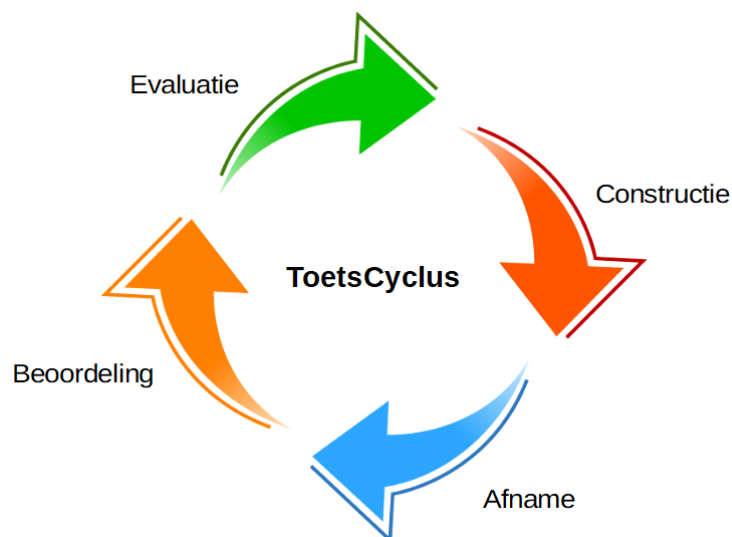 Evaluatie
Constructie
ToetsCyclus
Beoordeling
Afname